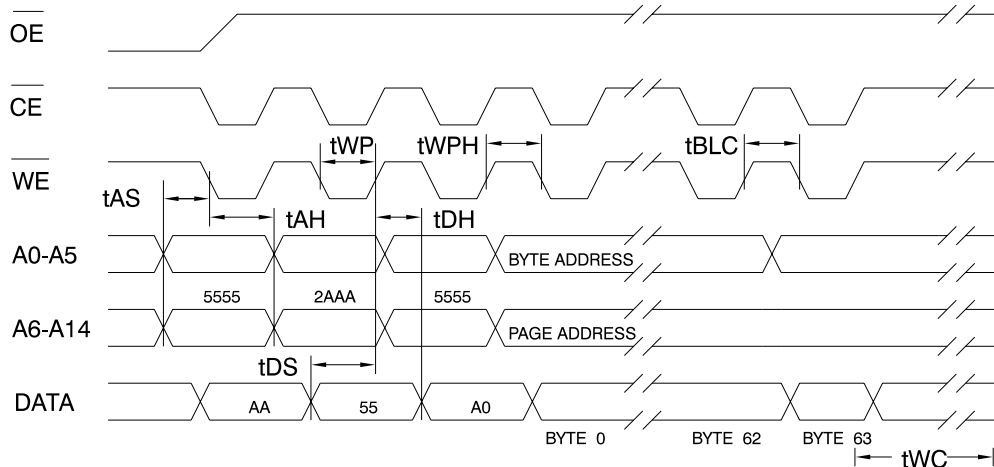 OE
CE
tWP tWPH tBLC
WE
tAS
tAH tDH
A0-A5
BYTE ADDRESS
5555 2AAA 5555
A6-A14
PAGE ADDRESS
tDS
DATA
AA 55 A0
BYTE 0 BYTE 62 BYTE 63
tWC